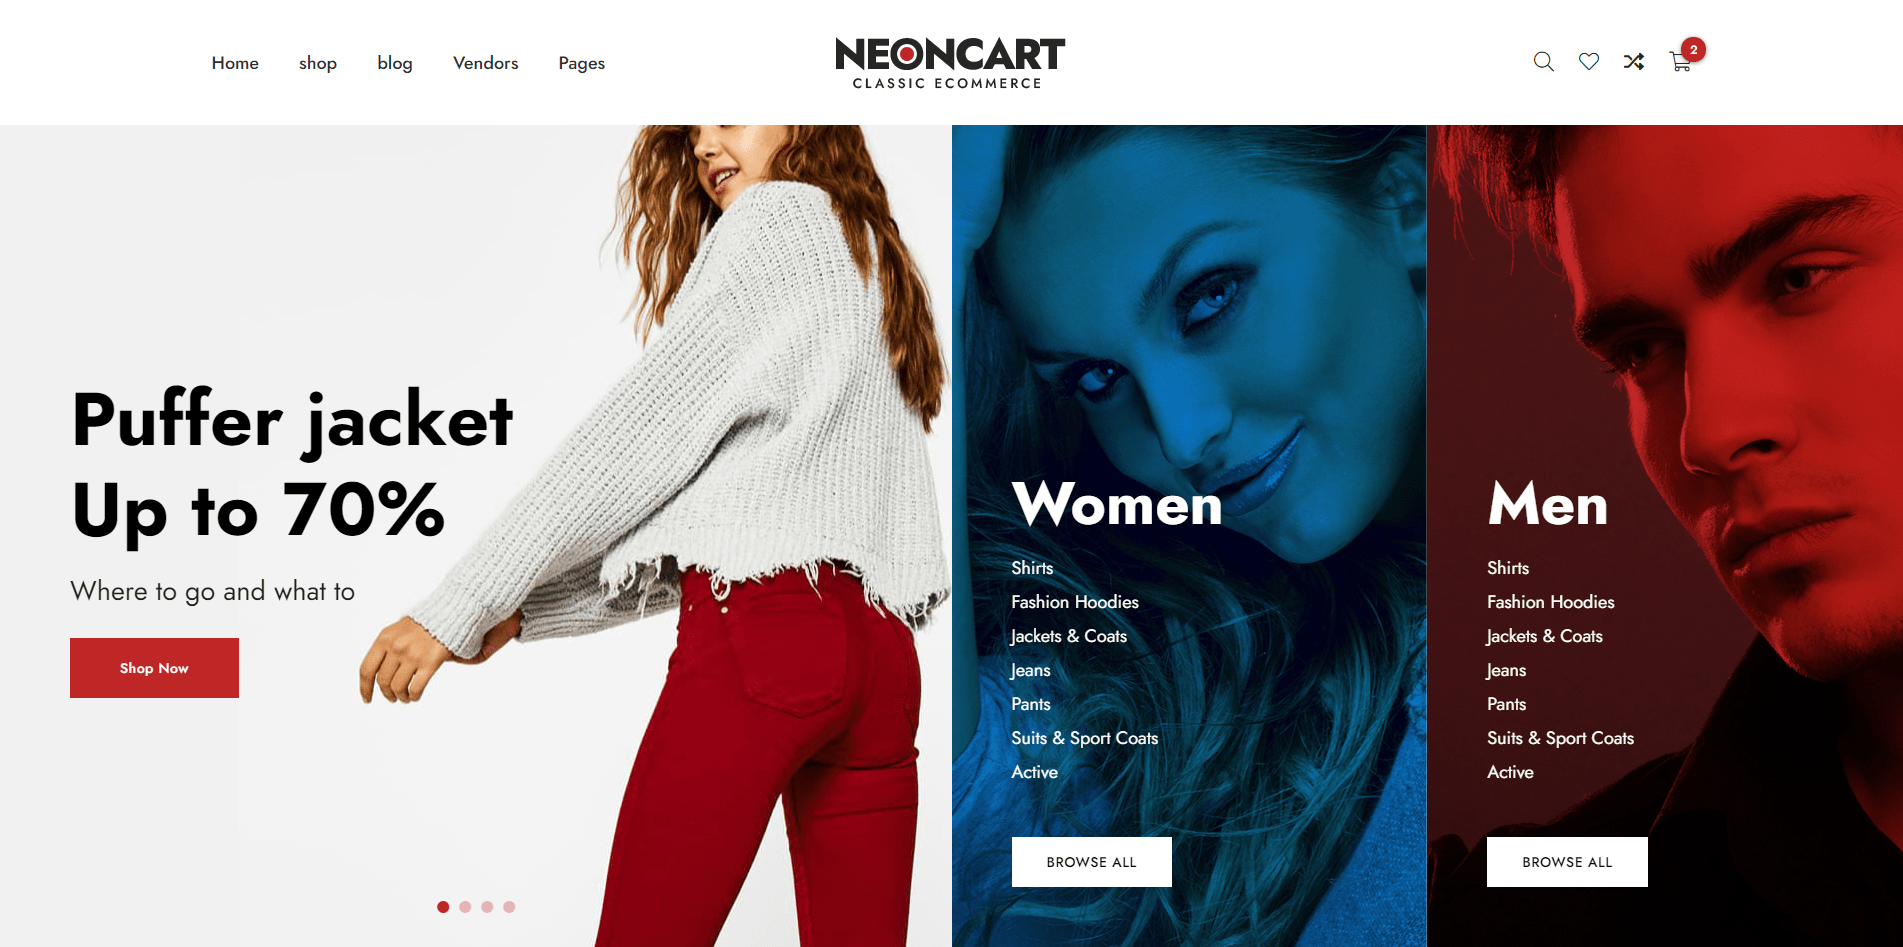 Home shop blog Vendors Pages
NEONCART
CLASSIC ECOMMERCE
2
Puffer jacket
Up to 70%
Where to go and what to
Shop Now
Women
Shirts
Fashion Hoodies
Jackets & Coats
Jeans
Pants
Suits & Sport Coats
Active
BROWSE ALL
Men
Shirts
Fashion Hoodies
Jackets & Coats
Jeans
Pants
Suits & Sport Coats
Active
BROWSE ALL